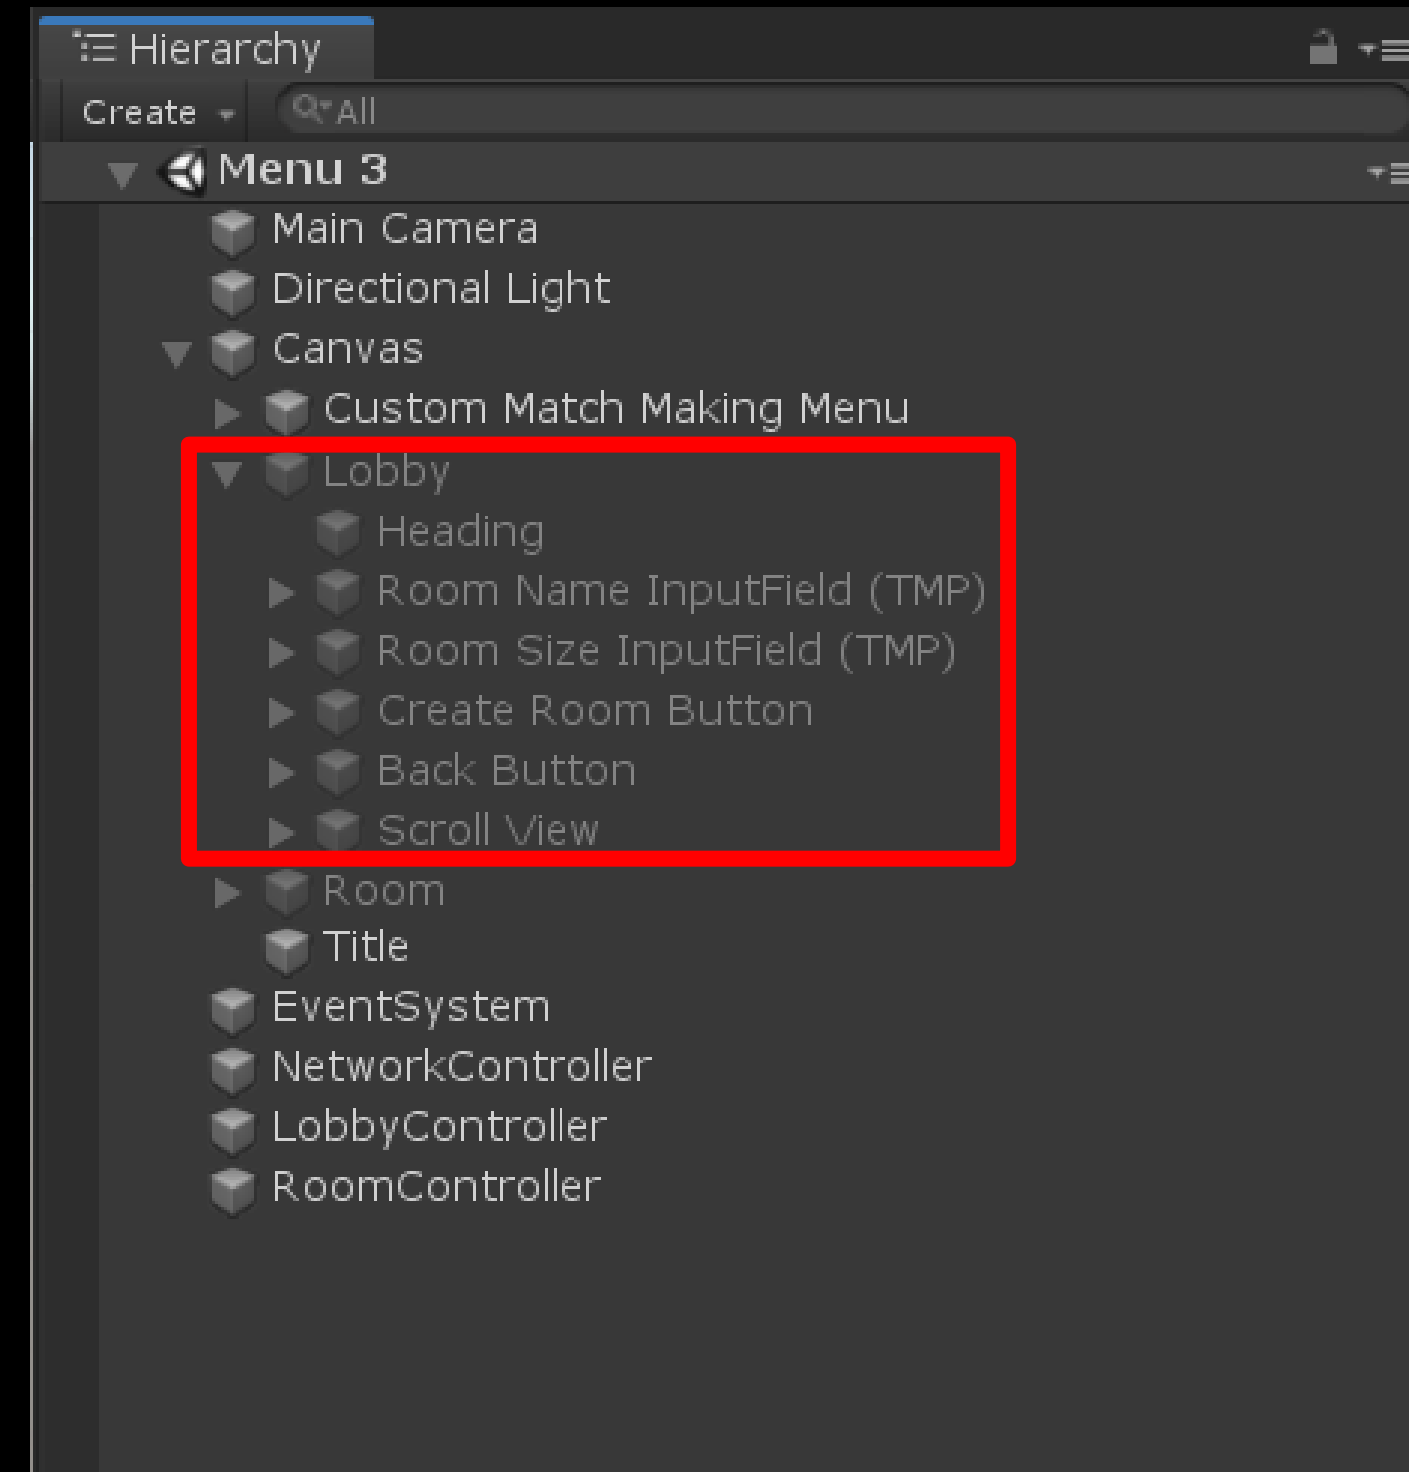 Hierarchy
Create All
Menu 3
Main Camera
Directional Light
Canvas
Custom Match Making Menu
Lobby
Heading
Room Name InputField (TMP)
Room Size InputField (TMP)
Create Room Button
Back Button
Scroll View
Room
Title
EventSystem
NetworkController
LobbyController
RoomController